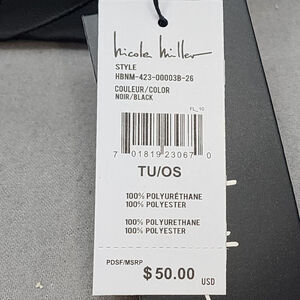 nicole miller
STYLE
HBNM-423-00003B-26
COULEUR/COLOR
NOIR/BLACK
FL_10
7 01819 23067 0
TU/OS
100% POLYURÉTHANE
100% POLYESTER
100% POLYURETHANE
100% POLYESTER
PDSF/MSRP
$50.00 USD